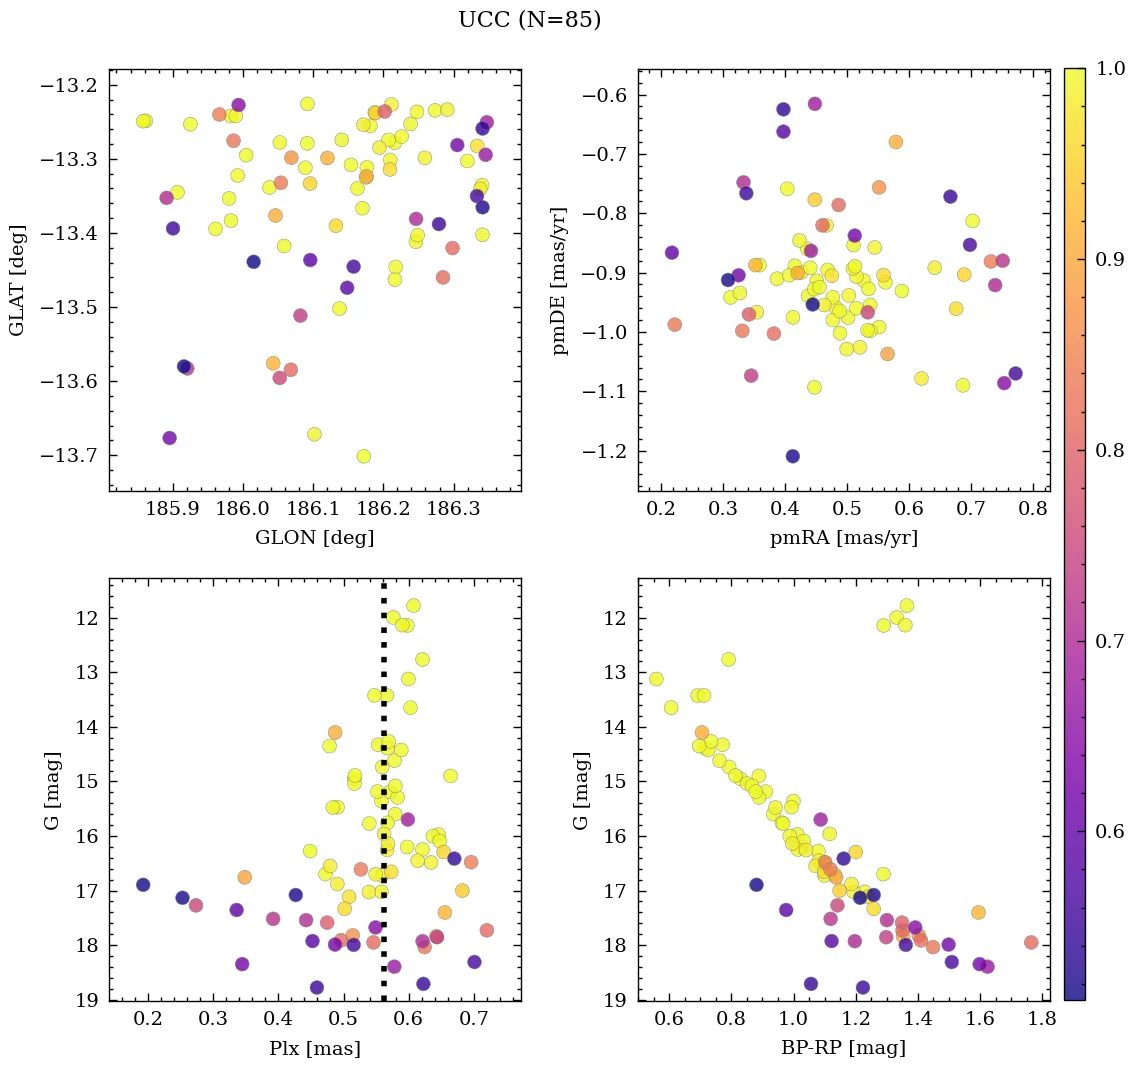 UCC (N=85)
−13.2
−13.3
−13.4
−13.5
−13.6
−13.7
GLAT [deg]
185.9 186.0 186.1 186.2 186.3
GLON [deg]
−0.6
−0.7
−0.8
−0.9
−1.0
−1.1
−1.2
pmDE [mas/yr]
0.2 0.3 0.4 0.5 0.6 0.7 0.8
pmRA [mas/yr]
1.0
0.9
0.8
0.7
0.6
12
13
14
15
16
17
18
19
G [mag]
0.2 0.3 0.4 0.5 0.6 0.7
Plx [mas]
12
13
14
15
16
17
18
19
G [mag]
0.6 0.8 1.0 1.2 1.4 1.6 1.8
BP-RP [mag]